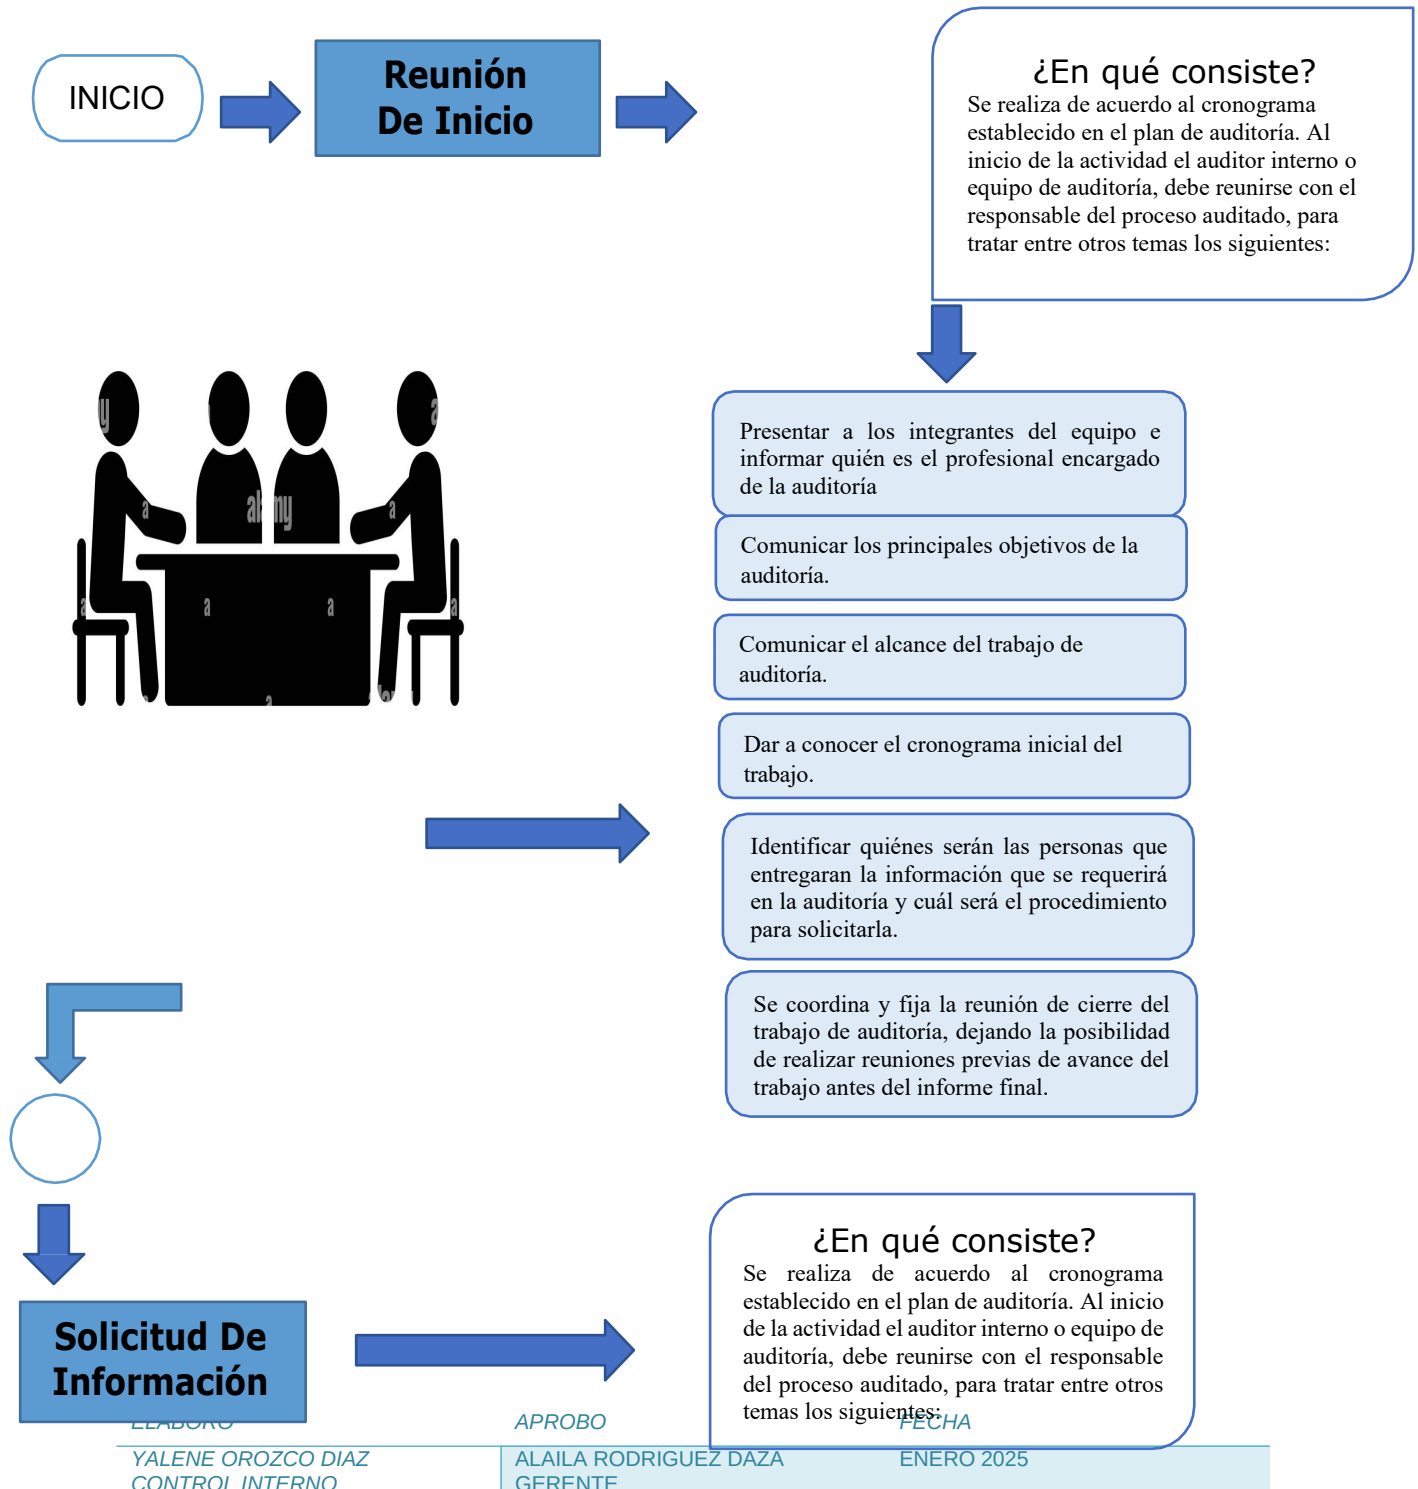 INICIO
Reunión
De Inicio
¿En qué consiste?
Se realiza de acuerdo al cronograma
establecido en el plan de auditoría. Al
inicio de la actividad el auditor interno o
equipo de auditoría, debe reunirse con el
responsable del proceso auditado, para
tratar entre otros temas los siguientes:
Presentar a los integrantes del equipo e
informar quién es el profesional encargado
de la auditoría
Comunicar los principales objetivos de la
auditoría.
Comunicar el alcance del trabajo de
auditoría.
Dar a conocer el cronograma inicial del
trabajo.
Identificar quiénes serán las personas que
entregaran la información que se requerirá
en la auditoría y cuál será el procedimiento
para solicitarla.
Se coordina y fija la reunión de cierre del
trabajo de auditoría, dejando la posibilidad
de realizar reuniones previas de avance del
trabajo antes del informe final.
alamy
Solicitud De
Información
¿En qué consiste?
Se realiza de acuerdo al cronograma
establecido en el plan de auditoría. Al inicio
de la actividad el auditor interno o equipo de
auditoría, debe reunirse con el responsable
del proceso auditado, para tratar entre otros
temas los siguientes:
ELABORO APROBO FECHA
YALENE OROZCO DIAZ ALAILA RODRIGUEZ DAZA ENERO 2025
CONTROL INTERNO GERENTE